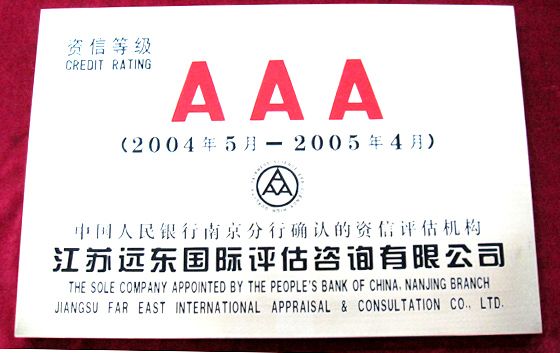 资信等级
CREDIT RATING
AAA
(2004年5月－2005年4月)
中国人民银行南京分行确认的资信评估机构
江苏远东国际评估咨询有限公司
THE SOLE COMPANY APPOINTED BY THE PEOPLE'S BANK OF CHINA, NANJING BRANCH
JIANGSU FAR EAST INTERNATIONAL APPRAISAL & CONSULTATION CO., LTD.